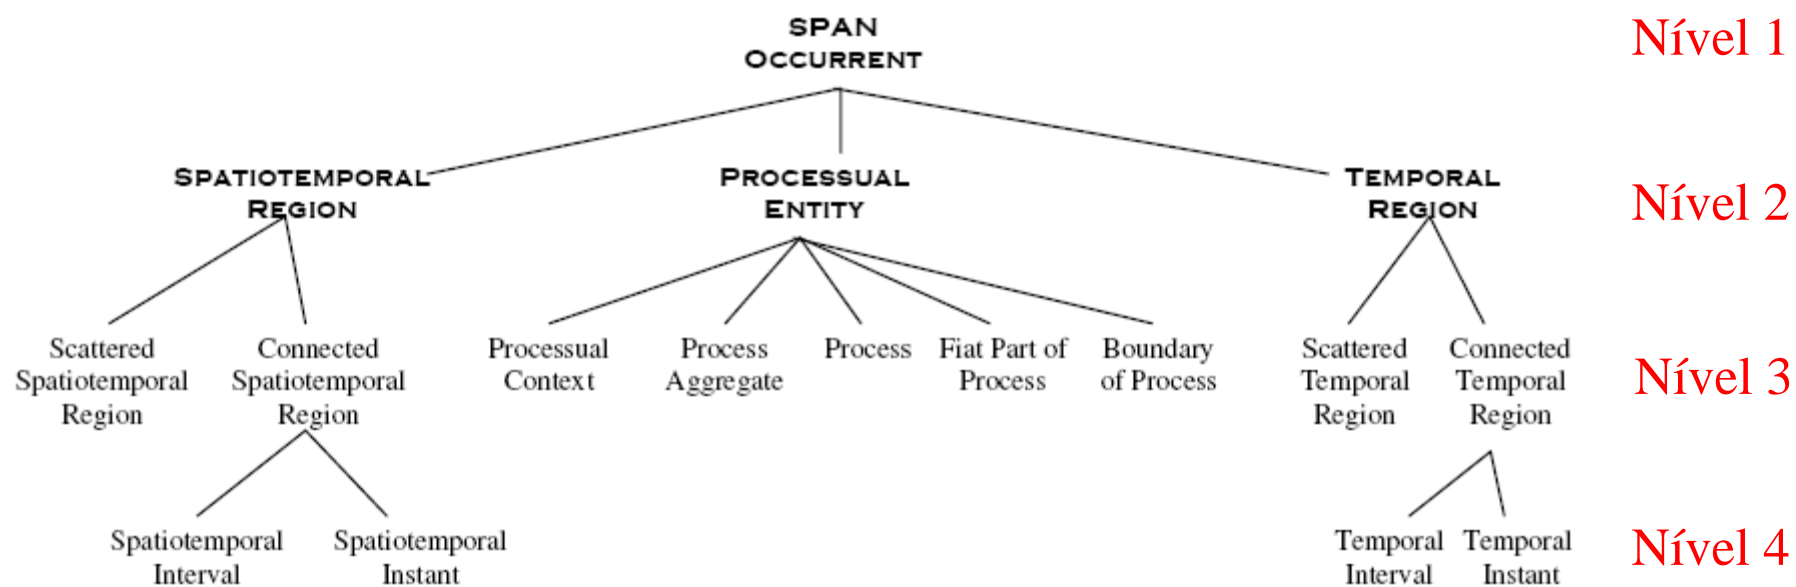 SPAN
OCCURRENT
Nível 1
SPATIOTEMPORAL
REGION
PROCESSUAL
ENTITY
TEMPORAL
REGION
Nível 2
Scattered
Spatiotemporal
Region
Connected
Spatiotemporal
Region
Processual
Context
Process
Aggregate
Process
Fiat Part of
Process
Boundary
of Process
Scattered
Temporal
Region
Connected
Temporal
Region
Nível 3
Spatiotemporal
Interval
Spatiotemporal
Instant
Temporal
Interval
Temporal
Instant
Nível 4